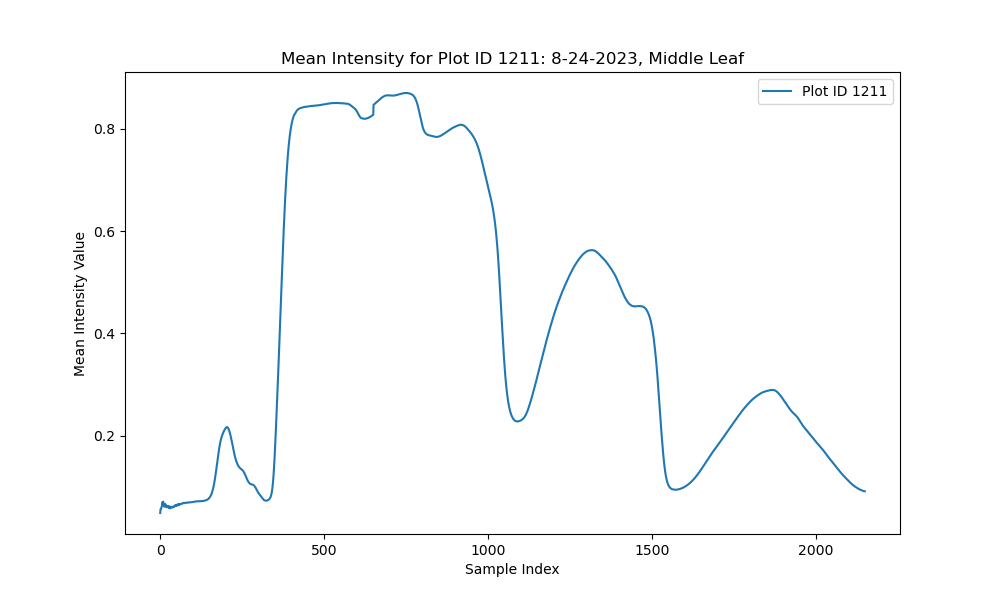 Mean Intensity for Plot ID 1211: 8-24-2023, Middle Leaf
Plot ID 1211
Mean Intensity Value
0.8
0.6
0.4
0.2
0 500 1000 1500 2000
Sample Index